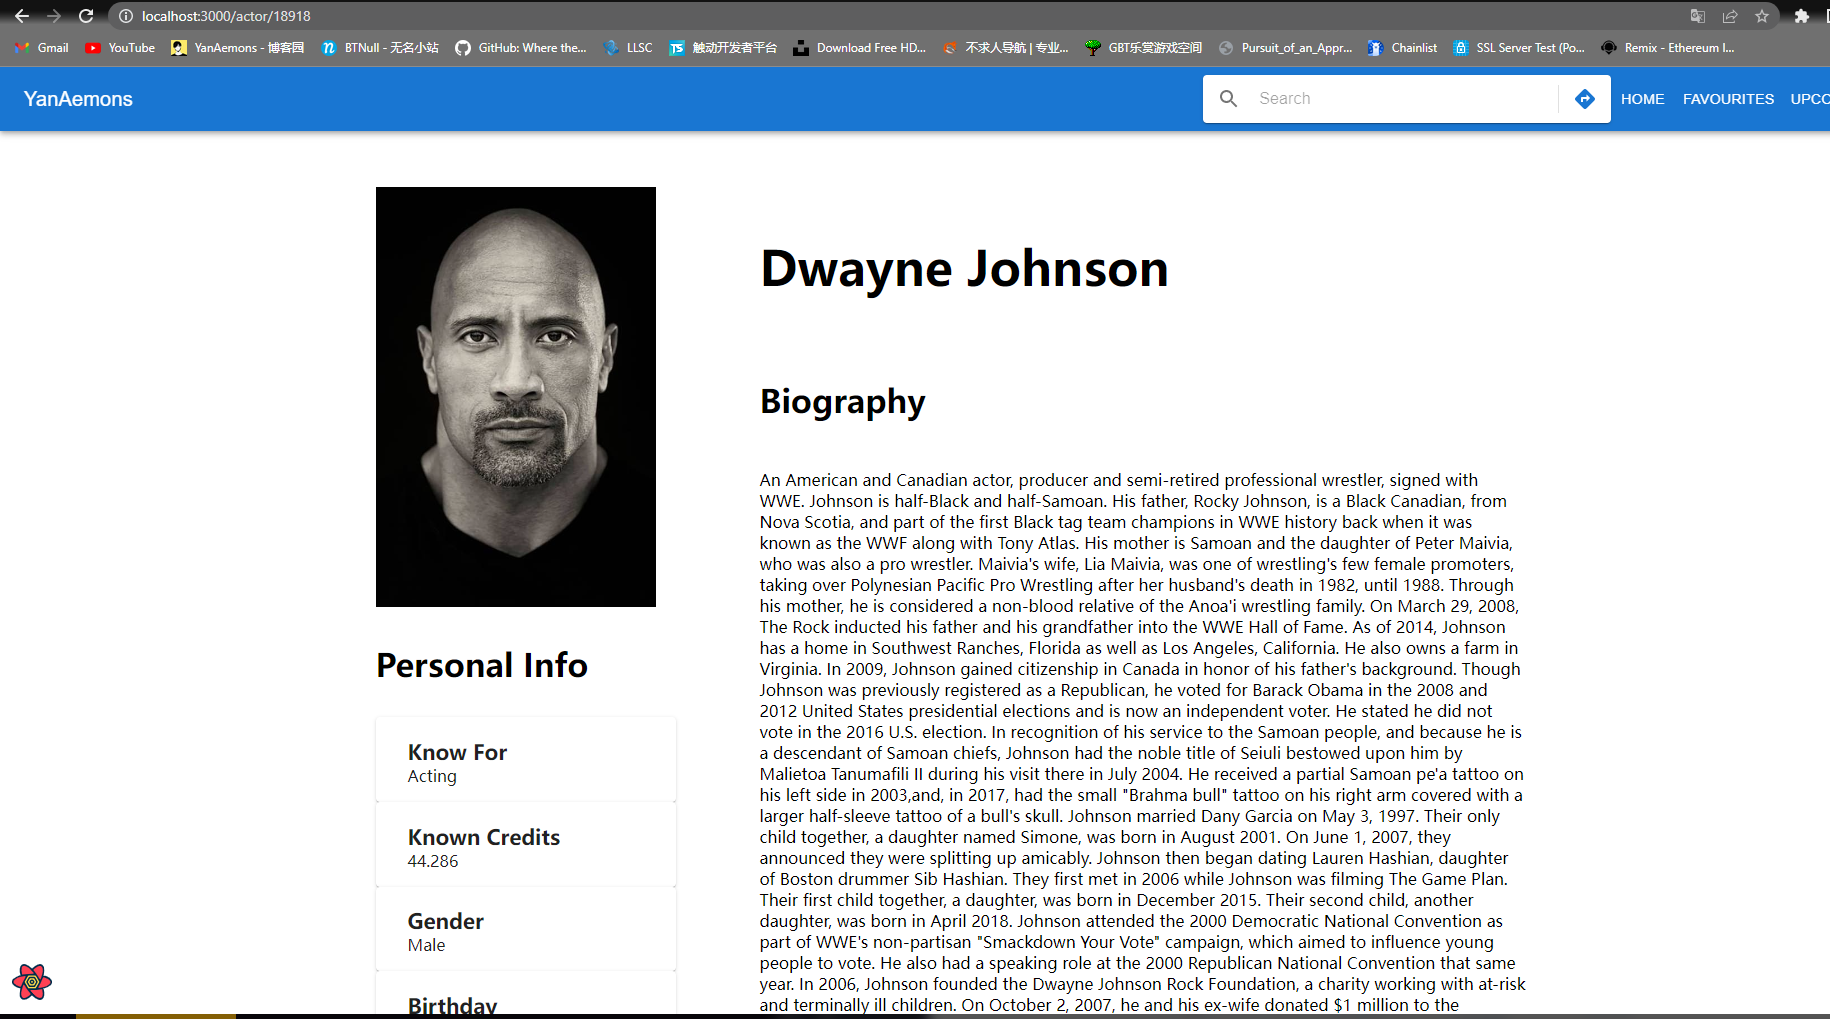 localhost:3000/actor/18918
Gmail
YouTube
YanAemons - 博客园
BTNull - 无名小站
GitHub: Where the...
LLSC
触动开发者平台
Download Free HD...
不求人导航 | 专业...
GBT乐赏游戏空间
Pursuit_of_an_Appr...
Chainlist
SSL Server Test (Po...
Remix - Ethereum I...
YanAemons
Search
HOME
FAVOURITES
UPCO
Dwayne Johnson
Biography
An American and Canadian actor, producer and semi-retired professional wrestler, signed with
WWE. Johnson is half-Black and half-Samoan. His father, Rocky Johnson, is a Black Canadian, from
Nova Scotia, and part of the first Black tag team champions in WWE history back when it was
known as the WWF along with Tony Atlas. His mother is Samoan and the daughter of Peter Maivia,
who was also a pro wrestler. Maivia's wife, Lia Maivia, was one of wrestling's few female promoters,
taking over Polynesian Pacific Pro Wrestling after her husband's death in 1982, until 1988. Through
his mother, he is considered a non-blood relative of the Anoa'i wrestling family. On March 29, 2008,
The Rock inducted his father and his grandfather into the WWE Hall of Fame. As of 2014, Johnson
has a home in Southwest Ranches, Florida as well as Los Angeles, California. He also owns a farm in
Virginia. In 2009, Johnson gained citizenship in Canada in honor of his father's background. Though
Johnson was previously registered as a Republican, he voted for Barack Obama in the 2008 and
2012 United States presidential elections and is now an independent voter. He stated he did not
vote in the 2016 U.S. election. In recognition of his service to the Samoan people, and because he is
a descendant of Samoan chiefs, Johnson had the noble title of Seiuli bestowed upon him by
Malietoa Tanumafili II during his visit there in July 2004. He received a partial Samoan pe'a tattoo on
his left side in 2003,and, in 2017, had the small "Brahma bull" tattoo on his right arm covered with a
larger half-sleeve tattoo of a bull's skull. Johnson married Dany Garcia on May 3, 1997. Their only
child together, a daughter named Simone, was born in August 2001. On June 1, 2007, they
announced they were splitting up amicably. Johnson then began dating Lauren Hashian, daughter
of Boston drummer Sib Hashian. They first met in 2006 while Johnson was filming The Game Plan.
Their first child together, a daughter, was born in December 2015. Their second child, another
daughter, was born in April 2018. Johnson attended the 2000 Democratic National Convention as
part of WWE's non-partisan "Smackdown Your Vote" campaign, which aimed to influence young
people to vote. He also had a speaking role at the 2000 Republican National Convention that same
year. In 2006, Johnson founded the Dwayne Johnson Rock Foundation, a charity working with at-risk
and terminally ill children. On October 2, 2007, he and his ex-wife donated $1 million to the
Personal Info
Know For
Acting
Known Credits
44.286
Gender
Male
Birthday